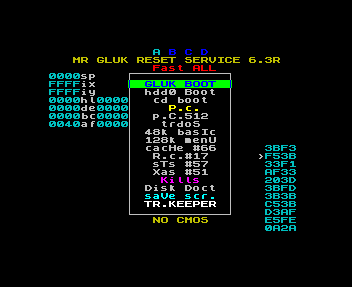 A B C D
MR GLUK RESET SERVICE 6.3R
Fast ALL
0000sp
FFFFix
FFFFiy
0000hl0000
0000de0000
0000bc0000
0040af0000
GLUK BOOT
hdd0 Boot
cd boot
P.c.
p.C.512
trdoS
48k basIc
128k menU
cacHe #66
R.c.#17
sTs #57
Xas #51
Kills
Disk Doct
saVe scr.
TR.KEEPER
NO CMOS
3BF3
>F53B
33F1
AF33
203D
3BFD
3B3B
C53B
D3AF
E5FE
0A2A